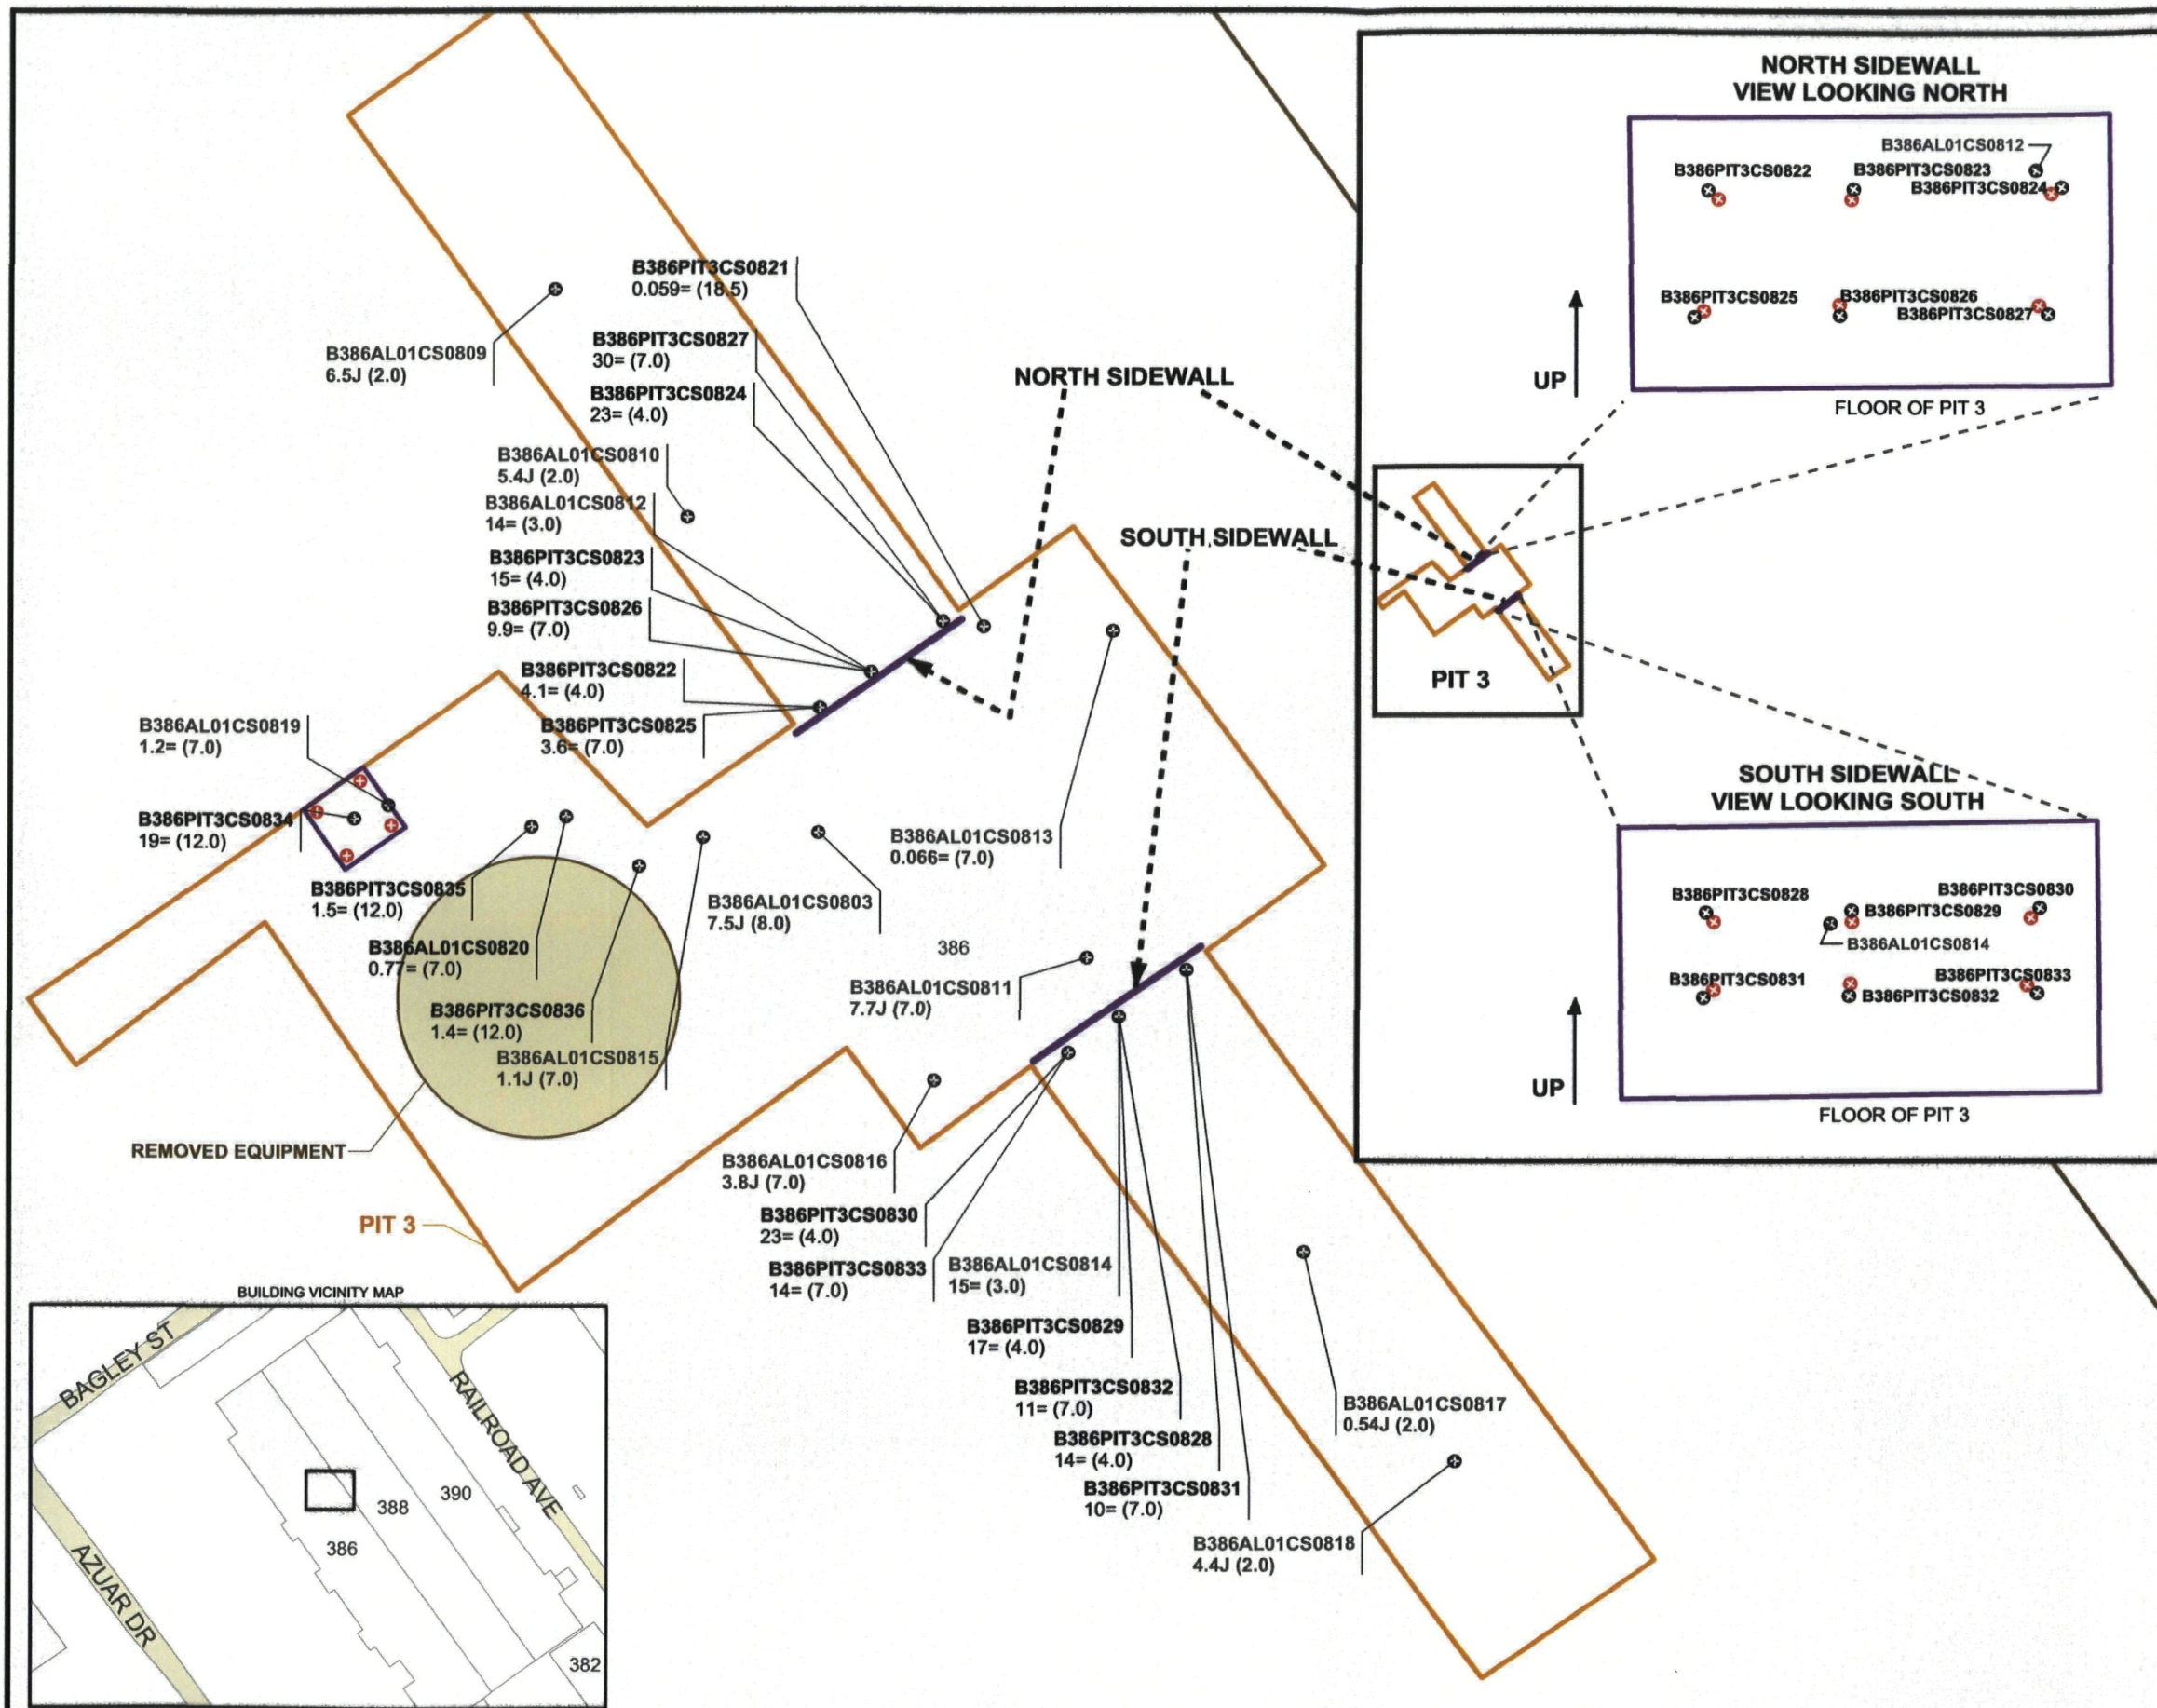 NORTH SIDEWALL
VIEW LOOKING NORTH
B386AL01CS0812
B386PIT3CS0822
B386PIT3CS0823
B386PIT3CS0824
B386PIT3CS0825
B386PIT3CS0826
B386PIT3CS0827
UP
FLOOR OF PIT 3
B386PIT3CS0821
0.059= (18.5)
B386PIT3CS0827
30= (7.0)
B386AL01CS0809
6.5J (2.0)
B386PIT3CS0824
23= (4.0)
NORTH SIDEWALL
B386AL01CS0810
5.4J (2.0)
B386AL01CS0812
14= (3.0)
SOUTH SIDEWALL
B386PIT3CS0823
15= (4.0)
B386PIT3CS0826
9.9= (7.0)
B386PIT3CS0822
4.1= (4.0)
B386PIT3CS0825
3.6= (7.0)
PIT 3
B386AL01CS0819
1.2= (7.0)
B386PIT3CS0834
19= (12.0)
B386PIT3CS0835
1.5= (12.0)
B386AL01CS0820
0.77= (7.0)
B386PIT3CS0836
1.4= (12.0)
B386AL01CS0815
1.1J (7.0)
B386AL01CS0803
7.5J (8.0)
B386AL01CS0813
0.066= (7.0)
386
B386AL01CS0811
7.7J (7.0)
SOUTH SIDEWALL
VIEW LOOKING SOUTH
B386PIT3CS0828
B386PIT3CS0830
B386PIT3CS0829
B386AL01CS0814
B386PIT3CS0831
B386PIT3CS0833
B386PIT3CS0832
UP
FLOOR OF PIT 3
REMOVED EQUIPMENT
PIT 3
B386AL01CS0816
3.8J (7.0)
B386PIT3CS0830
23= (4.0)
B386PIT3CS0833
14= (7.0)
B386AL01CS0814
15= (3.0)
B386PIT3CS0829
17= (4.0)
B386PIT3CS0832
11= (7.0)
B386PIT3CS0828
14= (4.0)
B386PIT3CS0831
10= (7.0)
B386AL01CS0817
0.54J (2.0)
B386AL01CS0818
4.4J (2.0)
BUILDING VICINITY MAP
BAGLEY ST
RAILROAD AVE
AZUAR DR
390
388
386
382